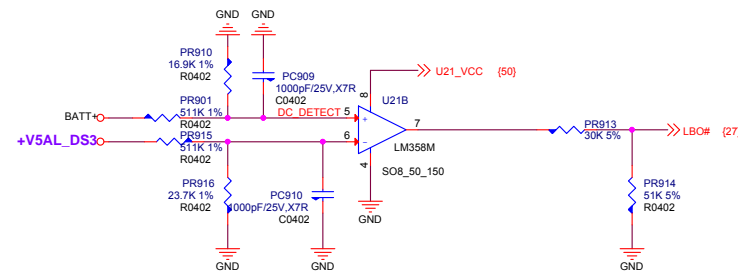 GND
GND
PR910
16.9K 1%
R0402
PC909
1000pF/25V,X7R
C0402
U21_VCC {50}
8
U21B
BATT+
PR901
511K 1%
R0402
DC_DETECT
5
+
7
+V5AL_DS3
PR915
511K 1%
R0402
6
-
LM358M
4
SO8_50_150
PR913
30K 5%
LBO# {27}
PR916
23.7K 1%
R0402
PC910
1000pF/25V,X7R
C0402
PR914
51K 5%
R0402
GND
GND
GND
GND